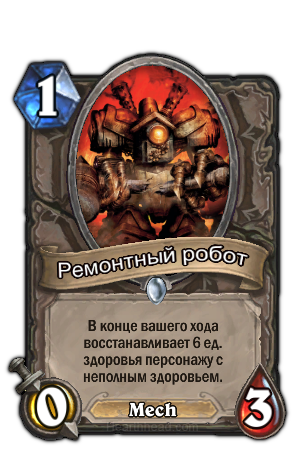 1
Ремонтный робот
В конце вашего хода
восстанавливает 6 ед.
здоровья персонажу с
неполным здоровьем.
0
Mech
3